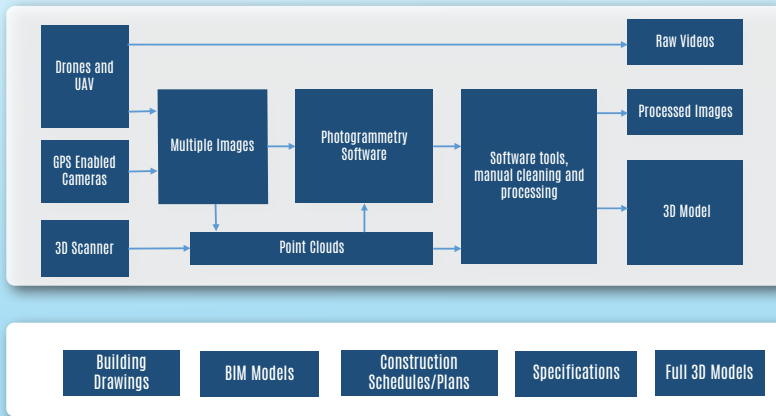 Raw Videos
Drones and
UAV
Multiple Images
Photogrammetry
Software
Processed Images
GPS Enabled
Cameras
Software tools,
manual cleaning and
processing
3D Model
3D Scanner
Point Clouds
Building
Drawings
BIM Models
Construction
Schedules/Plans
Specifications
Full 3D Models